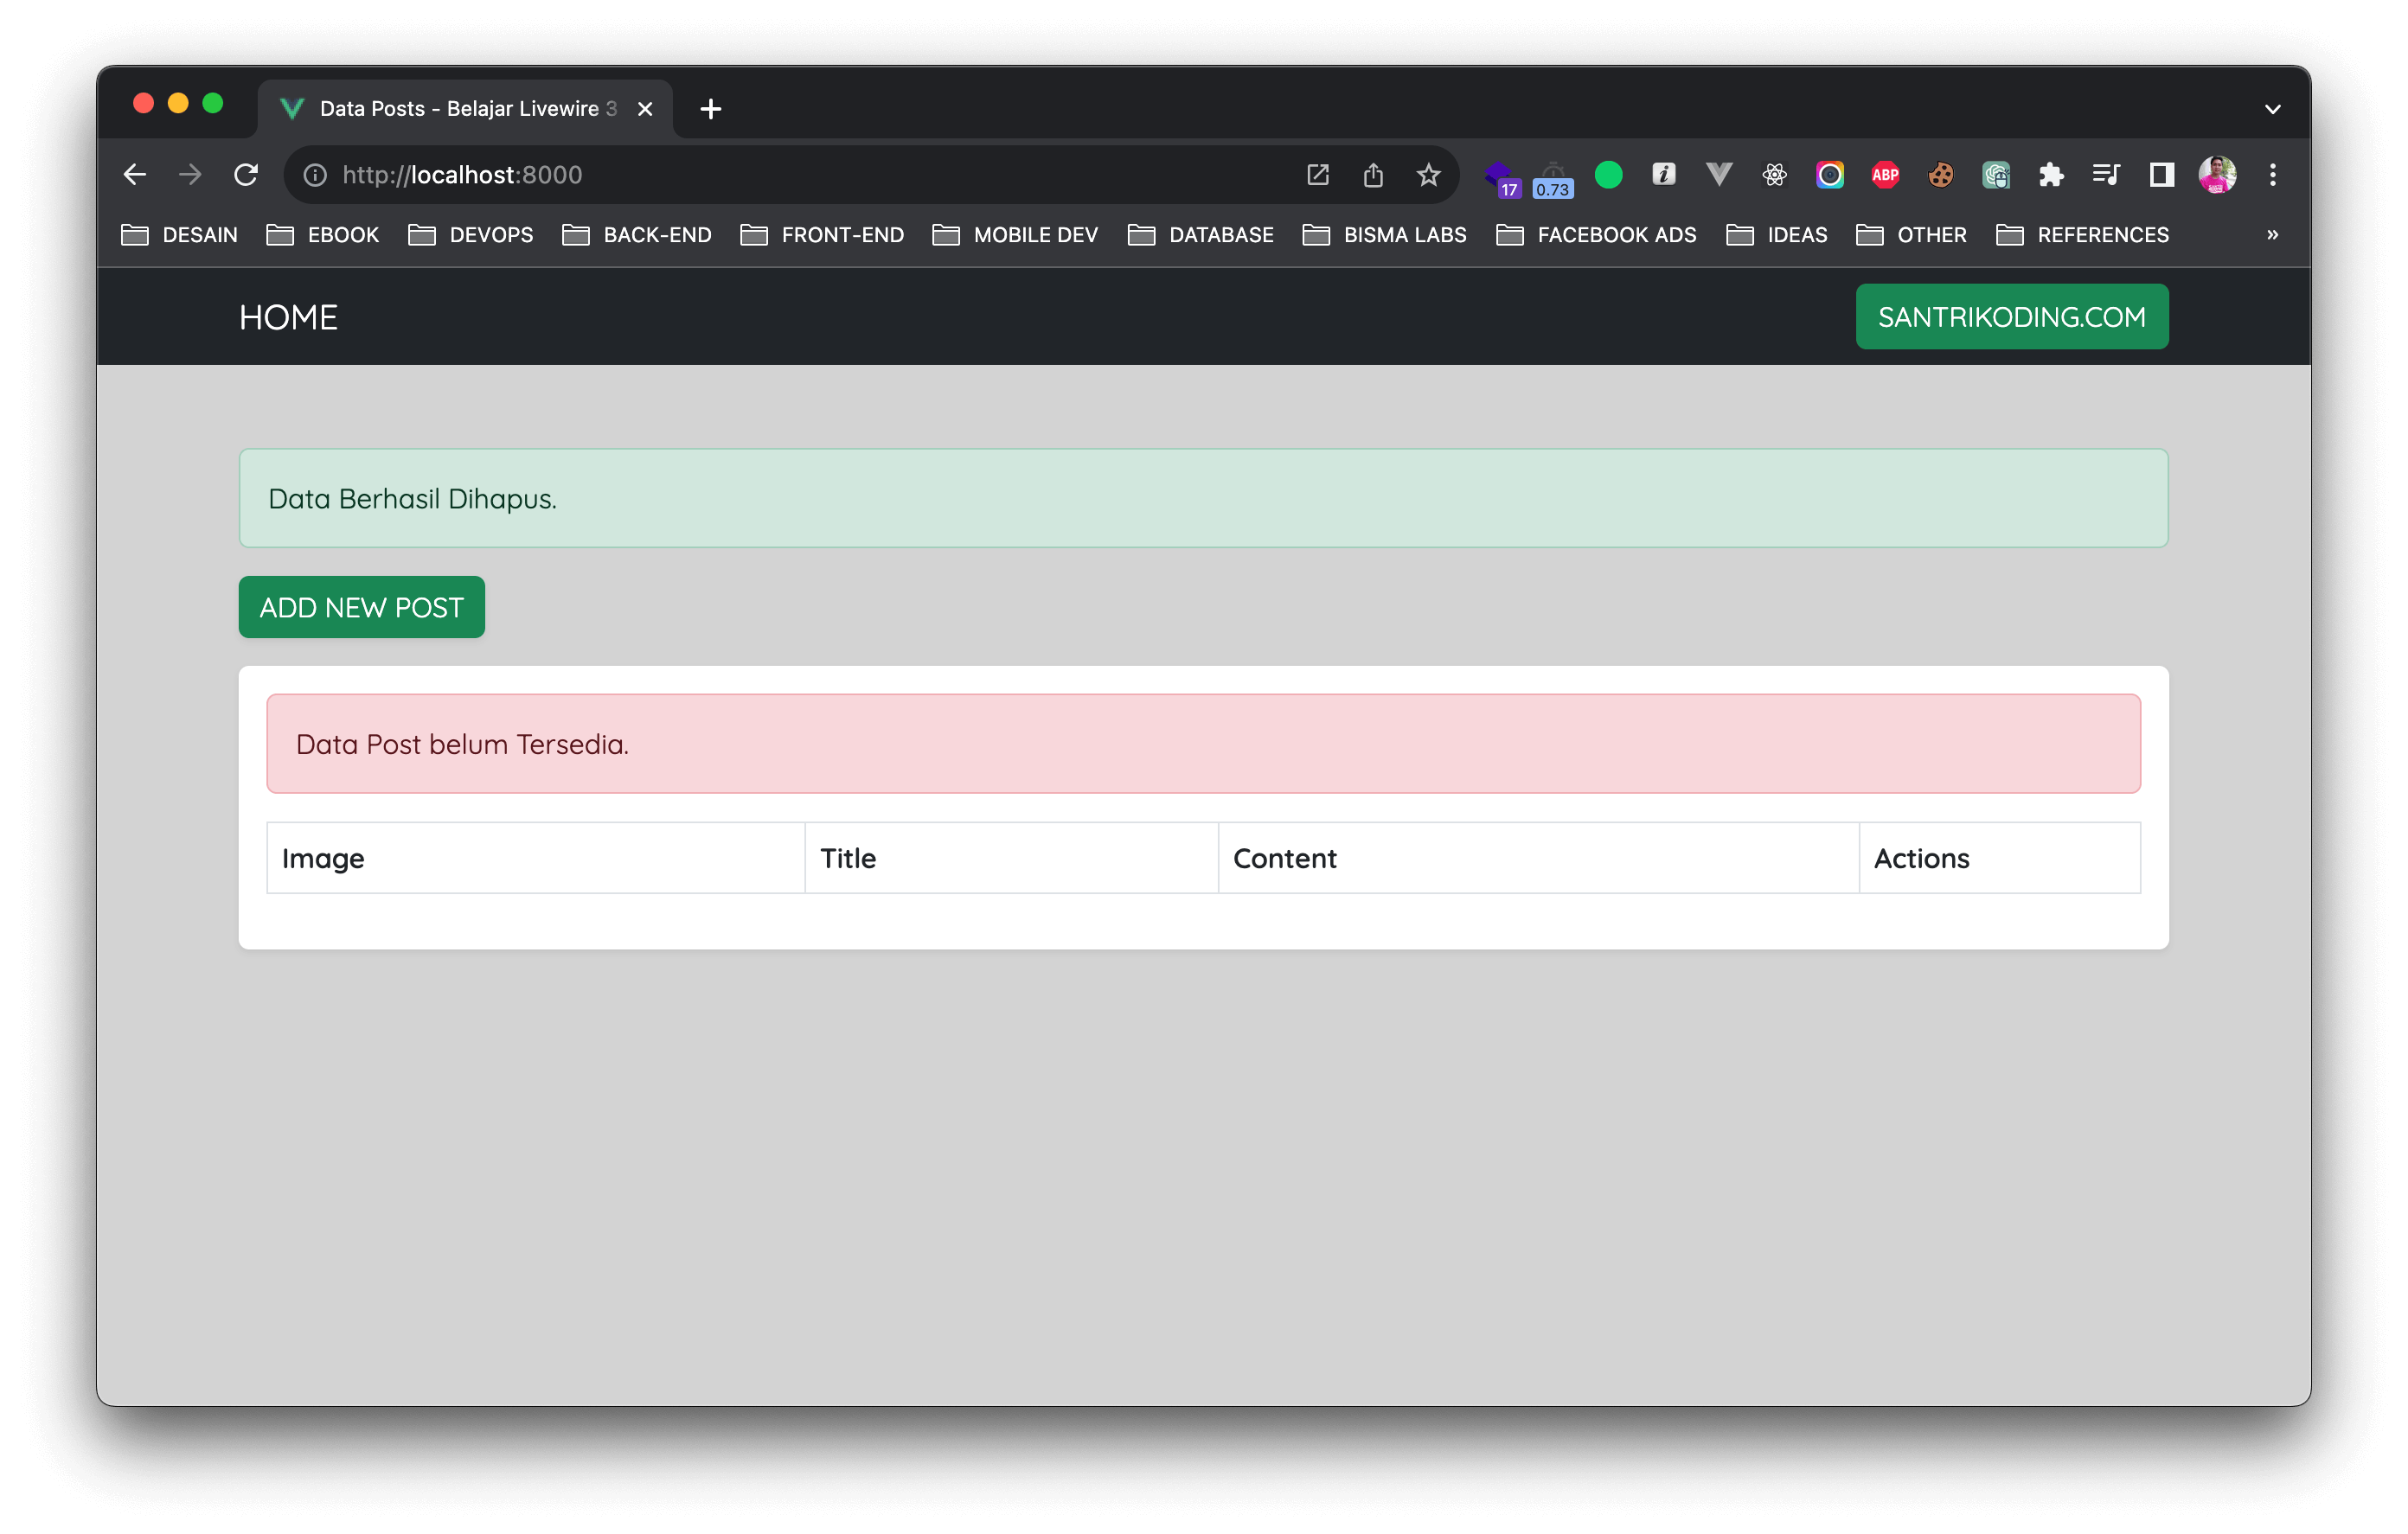 Data Posts - Belajar Livewire 3
http://localhost:8000
17
0.73
ABP
DESAIN EBOOK DEVOPS BACK-END FRONT-END MOBILE DEV DATABASE BISMA LABS FACEBOOK ADS IDEAS OTHER REFERENCES »
HOME SANTRIKODING.COM
Data Berhasil Dihapus.
ADD NEW POST
Data Post belum Tersedia.
Image Title Content Actions